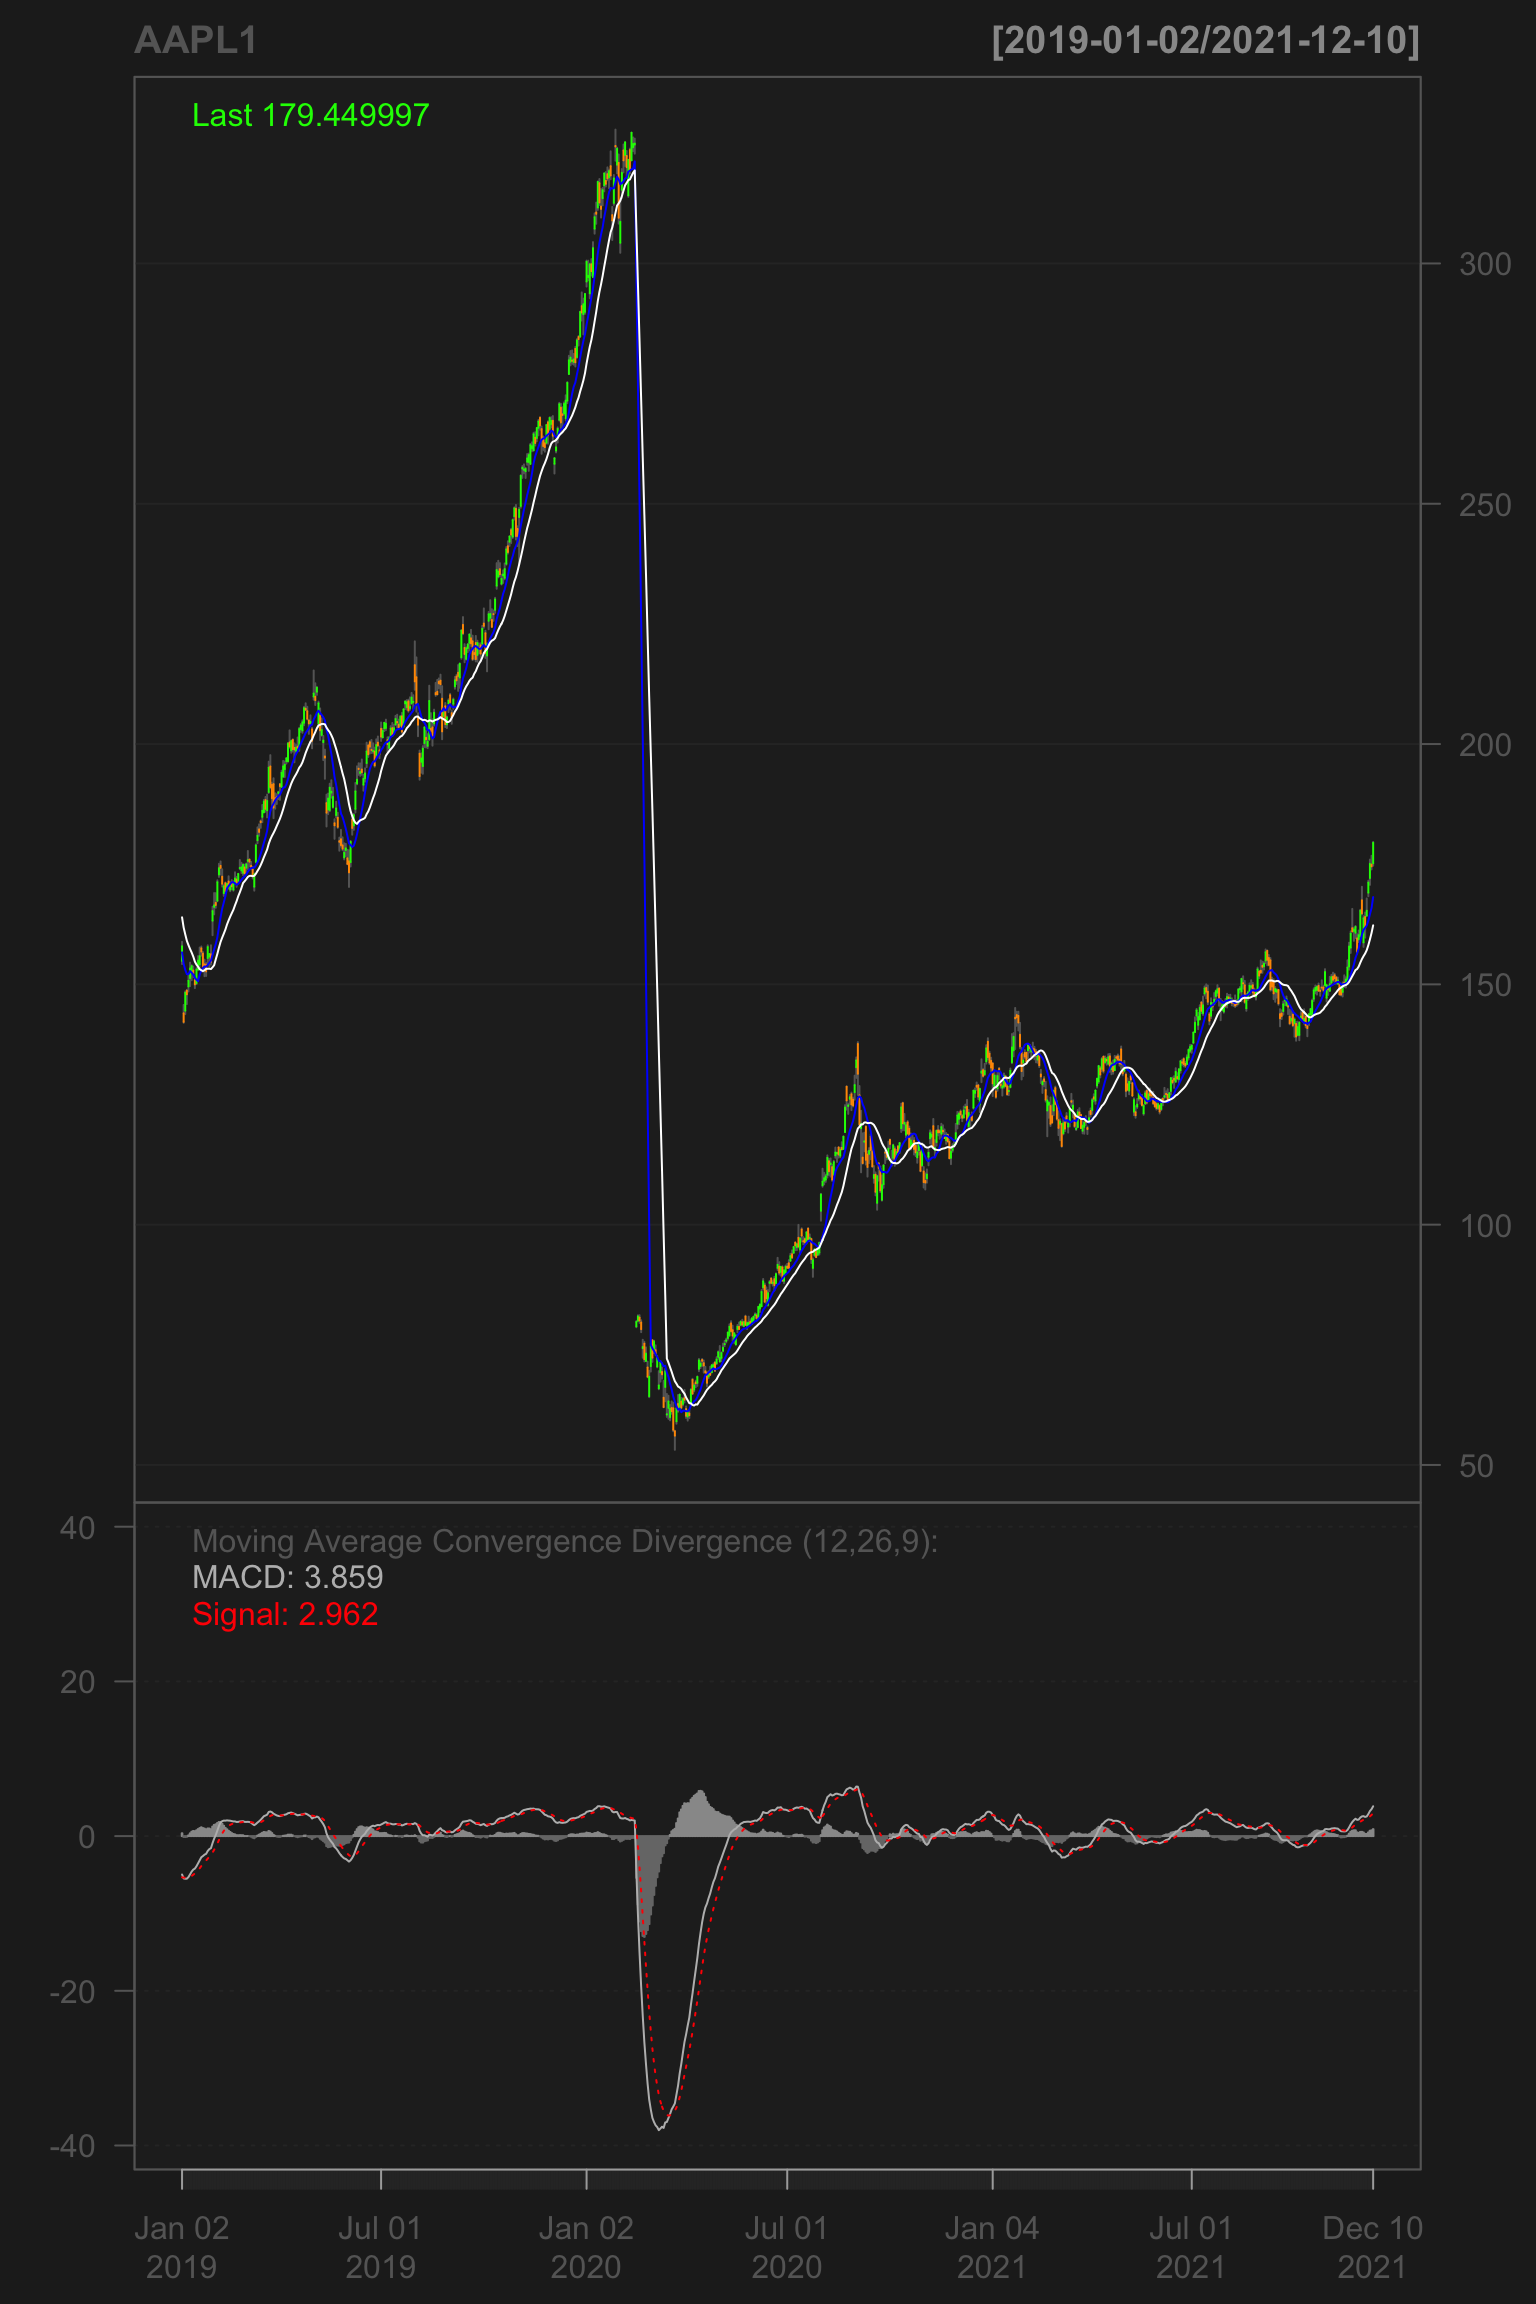 AAPL1
[2019-01-02/2021-12-10]
Last 179.449997
300
250
200
150
100
50
40
Moving Average Convergence Divergence (12,26,9):
MACD: 3.859
Signal: 2.962
20
0
-20
-40
Jan 02 Jul 01 Jan 02 Jul 01 Jan 04 Jul 01 Dec 10
2019 2019 2020 2020 2021 2021 2021